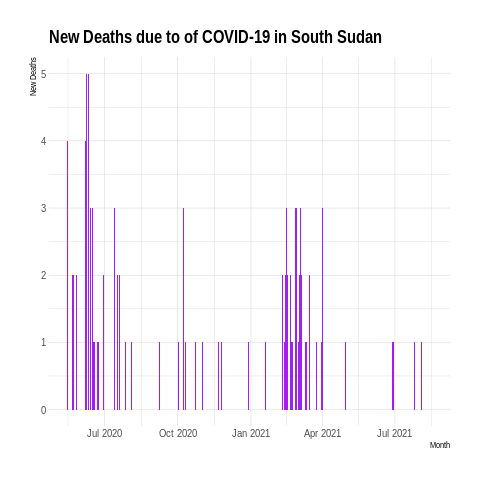 New Deaths due to of COVID-19 in South Sudan
New Deaths
5
4
3
2
1
0
Jul 2020 Oct 2020 Jan 2021 Apr 2021 Jul 2021
Month